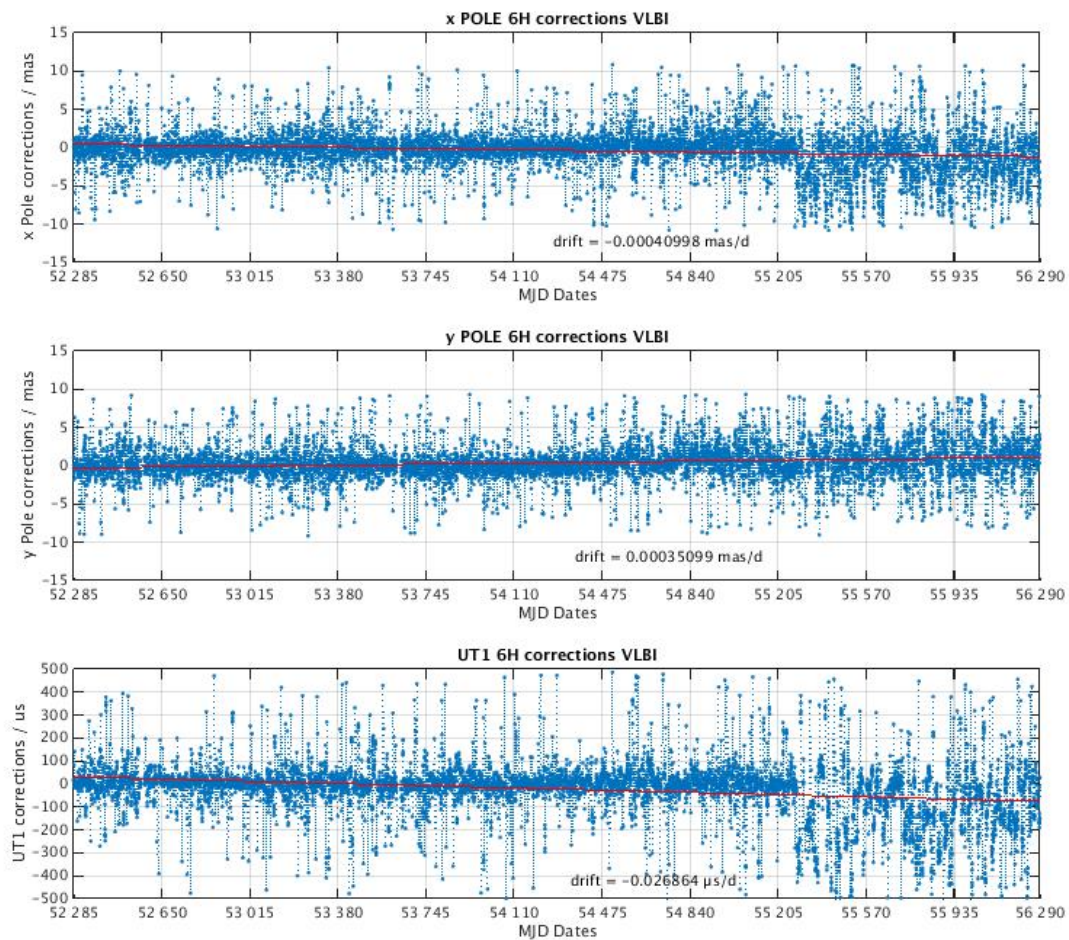 x POLE 6H corrections VLBI
15
10
5
0
−5
−10
−15
x Pole corrections / mas
drift = −0.00040998 mas/d
52 285 52 650 53 015 53 380 53 745 54 110 54 475 54 840 55 205 55 570 55 935 56 290
MJD Dates
y POLE 6H corrections VLBI
15
10
5
0
−5
−10
−15
y Pole corrections / mas
drift = 0.00035099 mas/d
52 285 52 650 53 015 53 380 53 745 54 110 54 475 54 840 55 205 55 570 55 935 56 290
MJD Dates
UT1 6H corrections VLBI
500
400
300
200
100
0
−100
−200
−300
−400
−500
UT1 corrections / us
drift = −0.026864 µs/d
52 285 52 650 53 015 53 380 53 745 54 110 54 475 54 840 55 205 55 570 55 935 56 290
MJD Dates